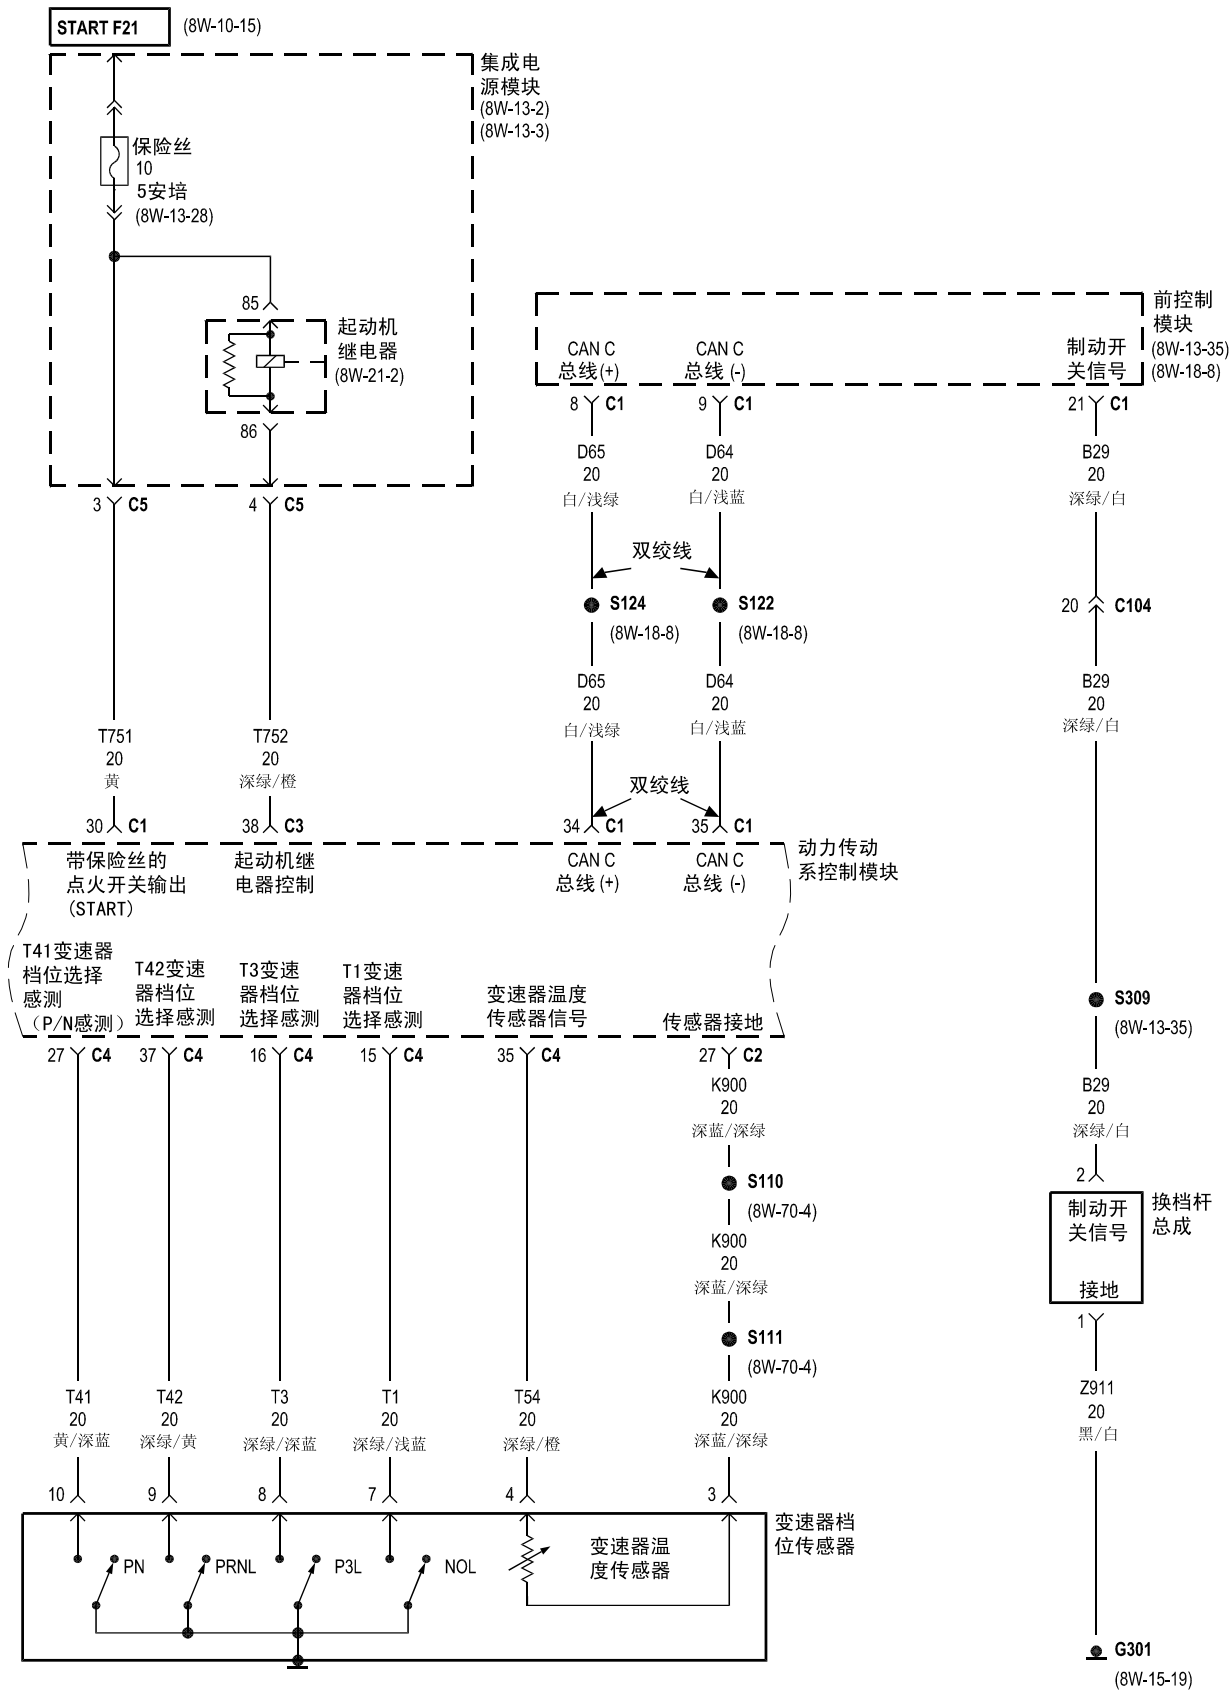 START F21
(8W-10-15)
集成电
源模块
(8W-13-2)
(8W-13-3)
保险丝
10
5安培
(8W-13-28)
85
起动机
继电器
(8W-21-2)
86
3 C5
4 C5
前控制
模块
(8W-13-35)
(8W-18-8)
CAN C
总线(+)
CAN C
总线(-)
制动开
关信号
8 C1
9 C1
21 C1
D65
20
白/浅绿
D64
20
白/浅蓝
B29
20
深绿/白
双绞线
S124
(8W-18-8)
S122
(8W-18-8)
20 C104
D65
20
白/浅绿
D64
20
白/浅蓝
B29
20
深绿/白
T751
20
黄
T752
20
深绿/橙
双绞线
30 C1
38 C3
34 C1
35 C1
动力传动
系控制模块
带保险丝的
点火开关输出
(START)
起动机继
电器控制
CAN C
总线(+)
CAN C
总线(-)
T41变速器
档位选择
感测
(P/N感测)
T42变速
器档位
选择感测
T3变速
器档位
选择感测
T1变速
器档位
选择感测
变速器温度
传感器信号
传感器接地
27 C4
37 C4
16 C4
15 C4
35 C4
27 C2
S309
(8W-13-35)
K900
20
深蓝/深绿
B29
20
深绿/白
S110
(8W-70-4)
2
制动开
关信号
接地
换档杆
总成
K900
20
深蓝/深绿
1
S111
(8W-70-4)
T41
20
黄/深蓝
T42
20
深绿/黄
T3
20
深绿/深蓝
T1
20
深绿/浅蓝
T54
20
深绿/橙
K900
20
深蓝/深绿
Z911
20
黑/白
10
9
8
7
4
3
变速器档
位传感器
PN
PRNL
P3L
NOL
变速器温
度传感器
G301
(8W-15-19)